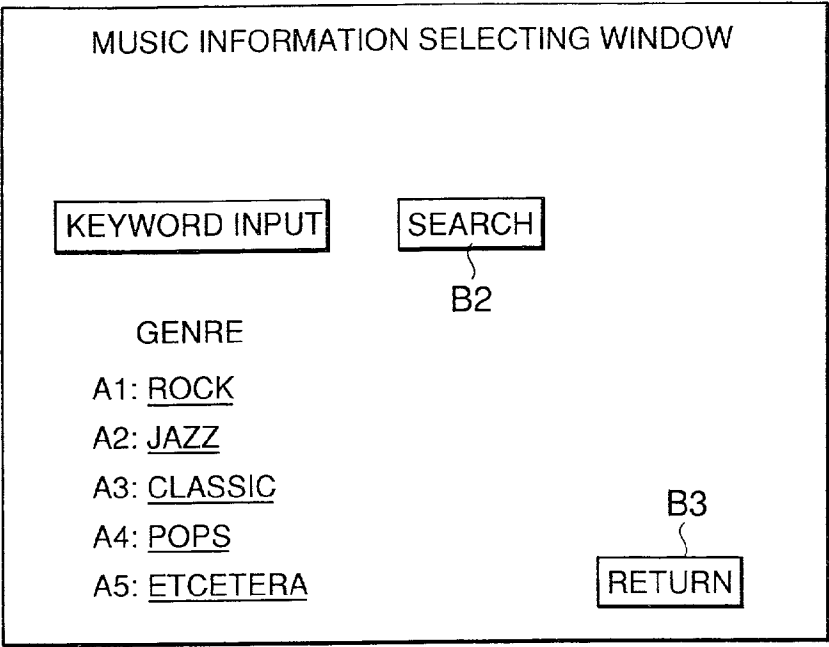 MUSIC INFORMATION SELECTING WINDOW
KEYWORD INPUT SEARCH
B2
GENRE
A1: ROCK
A2: JAZZ
A3: CLASSIC
A4: POPS
A5: ETCETERA
B3
RETURN